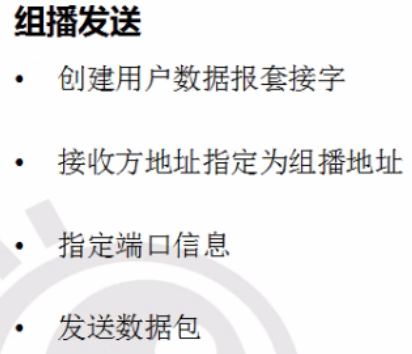 组播发送
• 创建用户数据报套接字
• 接收方地址指定为组播地址
• 指定端口信息
• 发送数据包